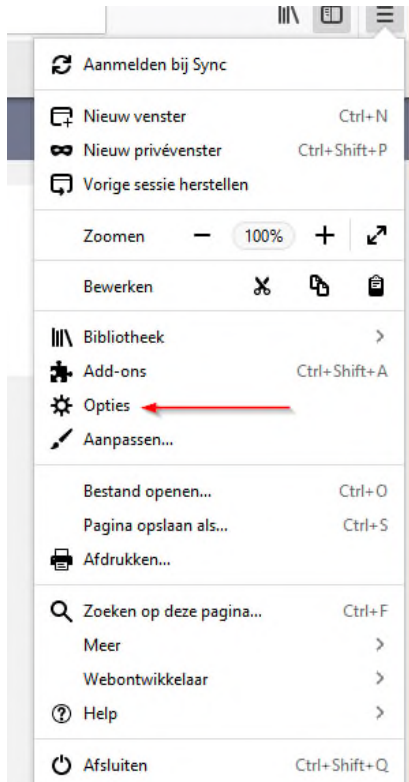 Aanmelden bij Sync
Nieuw venster Ctrl+N
Nieuw privévenster Ctrl+Shift+P
Vorige sessie herstellen
Zoomen 100%
Bewerken
Bibliotheek
Add-ons Ctrl+Shift+A
Opties
Aanpassen...
Bestand openen... Ctrl+O
Pagina opslaan als... Ctrl+S
Afdrukken...
Zoeken op deze pagina... Ctrl+F
Meer
Webontwikkelaar
Help
Afsluiten Ctrl+Shift+Q